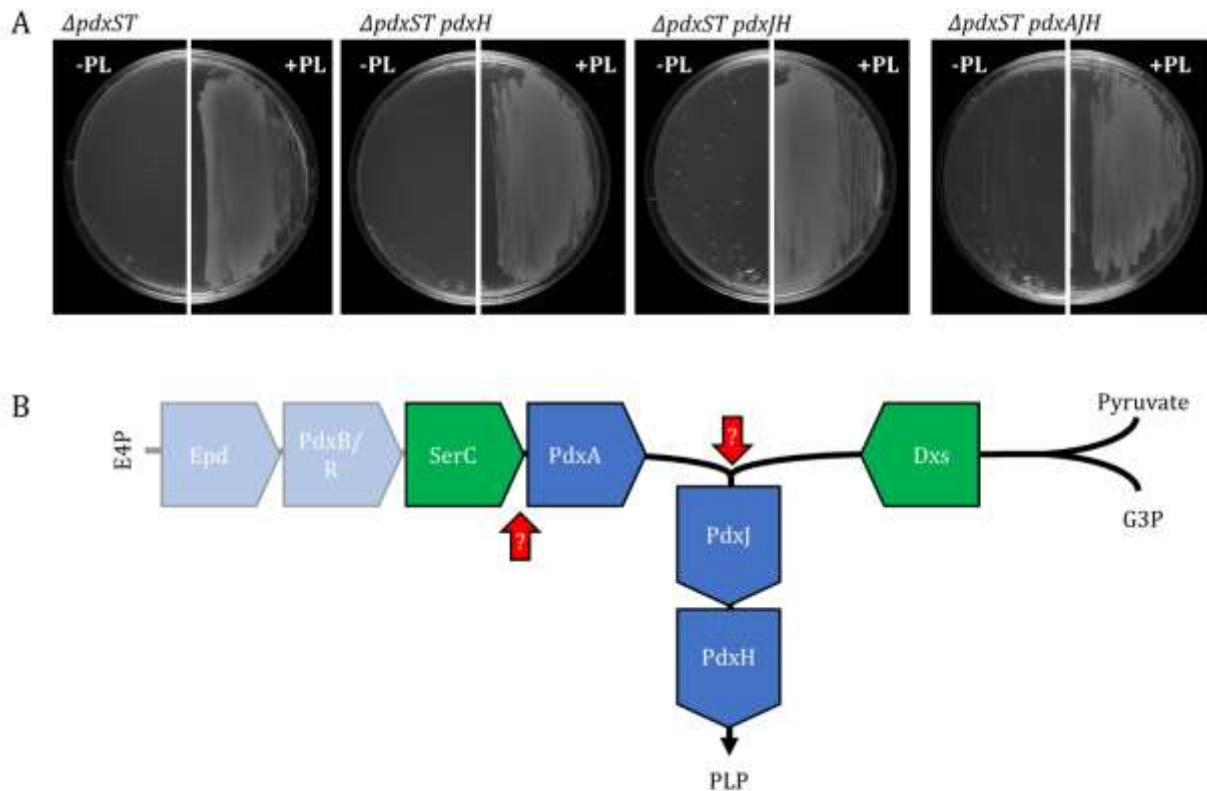 A
ΔpdxST
ΔpdxST pdxH
ΔpdxST pdxJH
ΔpdxST pdxAJH
-PL +PL
-PL +PL
-PL +PL
-PL +PL
B
E4P
Epd
PdxB/
R
SerC
PdxA
?
?
Dxs
Pyruvate
G3P
PdxJ
PdxH
PLP